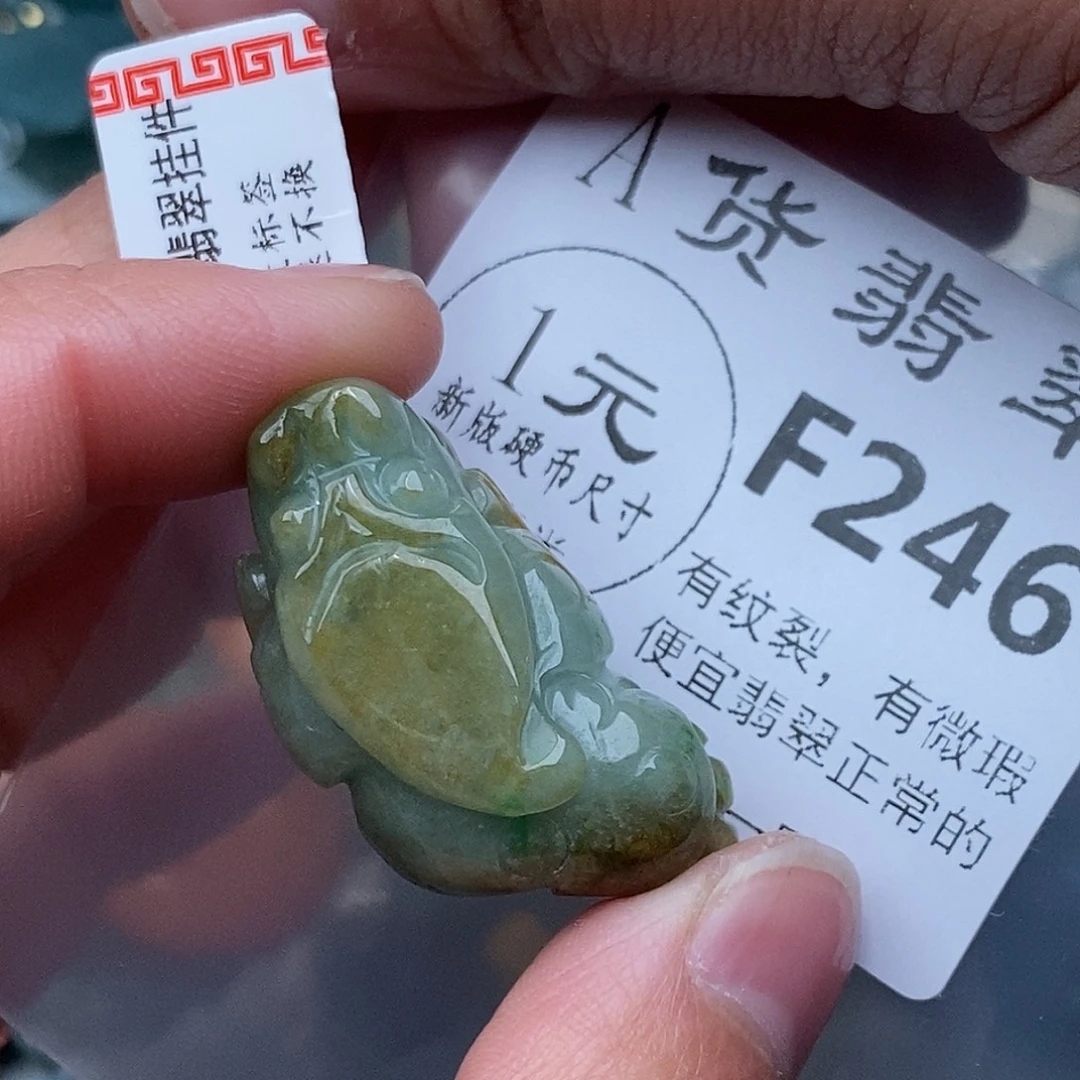 翡翠挂件
标签
不换
A货翡翠
1元
新版硬币尺寸
F246
有纹裂，有微瑕
便宜翡翠正常的